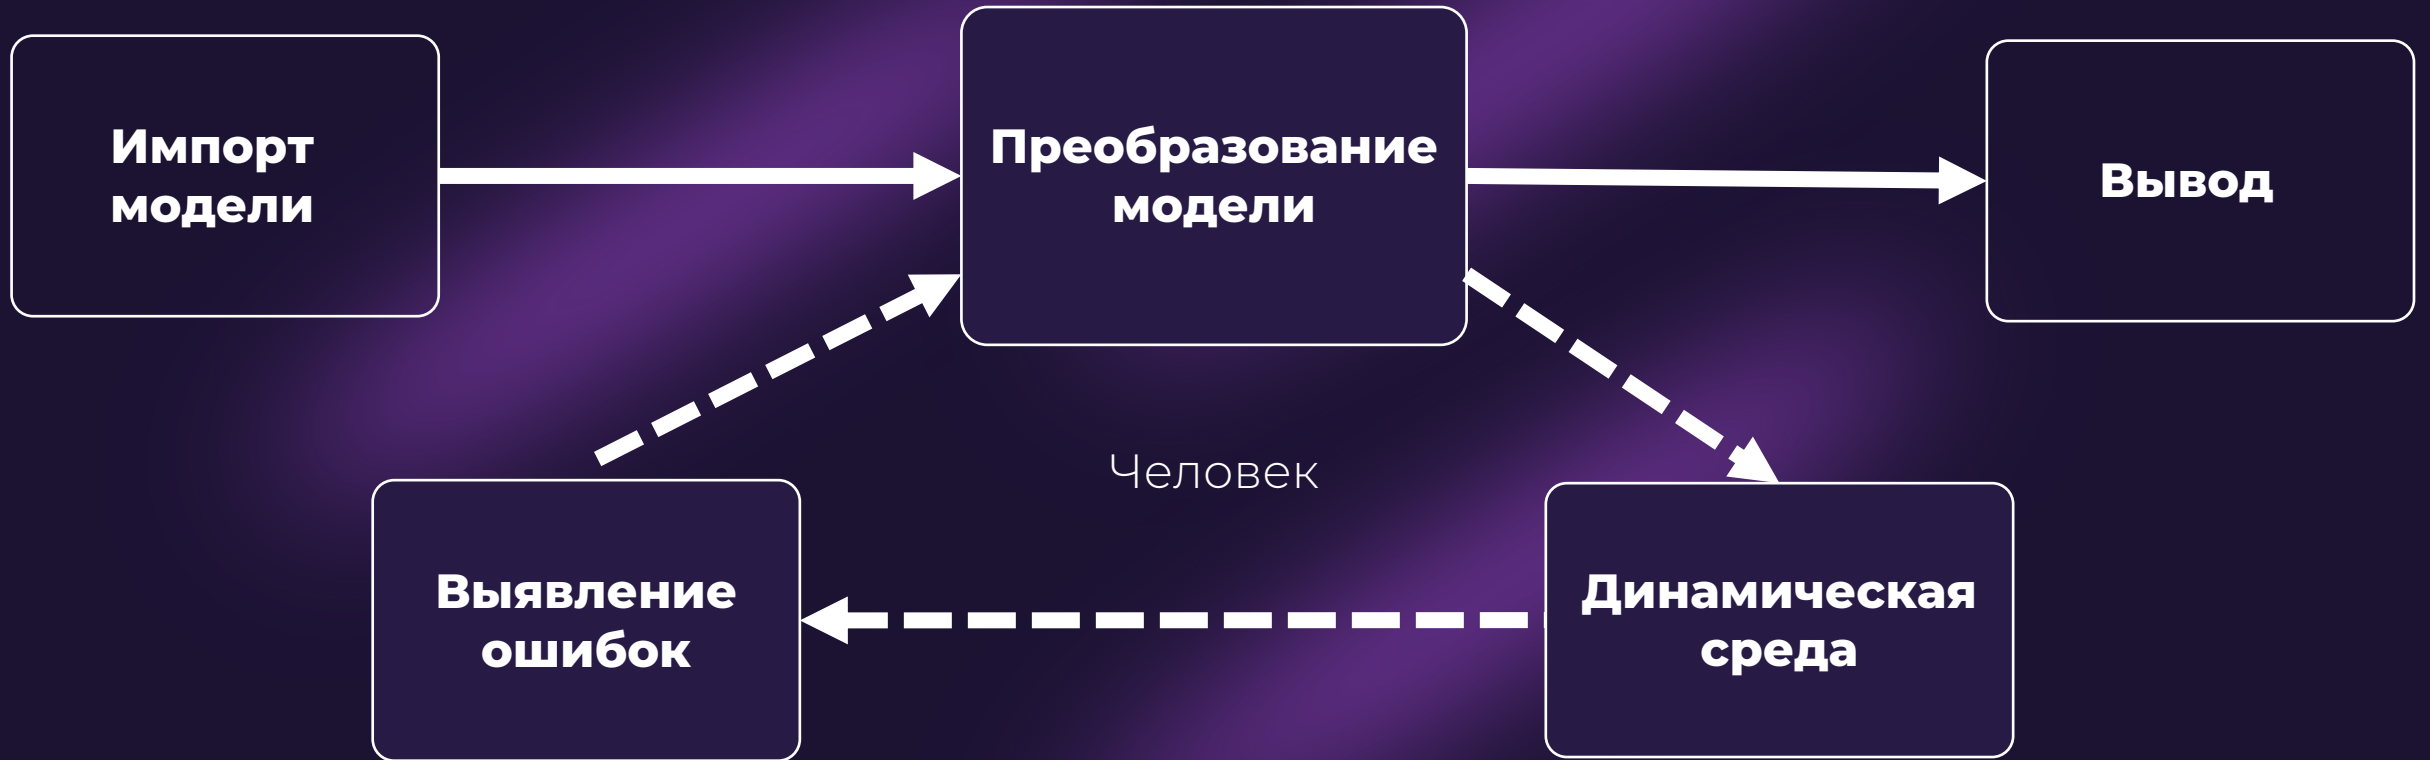 Импорт
модели
Преобразование
модели
Вывод
Человек
Выявление
ошибок
Динамическая
среда